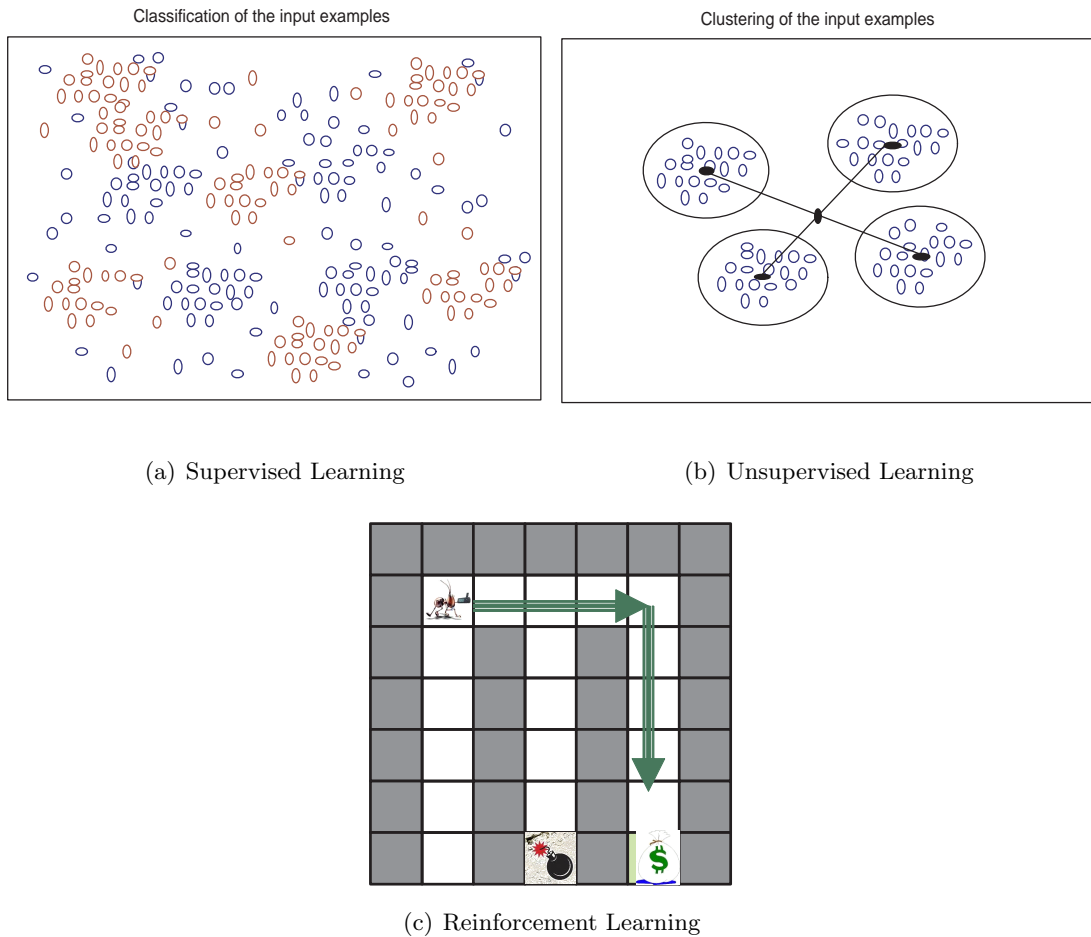 Classification of the input examples
Clustering of the input examples
(a) Supervised Learning
(b) Unsupervised Learning
$
(c) Reinforcement Learning